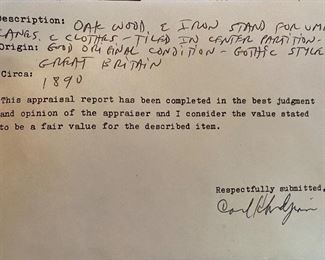 Description: OAK WOOD, & IRON STAND FOR UM
CANES, & CLOTHES - TILED IN CENTER PARTITION-
Origin: GOOD ORIGINAL CONDITION - GOTHIC STYLE
GREAT BRITAIN
Circa: 1890
This appraisal report has been completed in the best judgment
and opinion of the appraiser and I consider the value stated
to be a fair value for the described item.
Respectfully submitted,